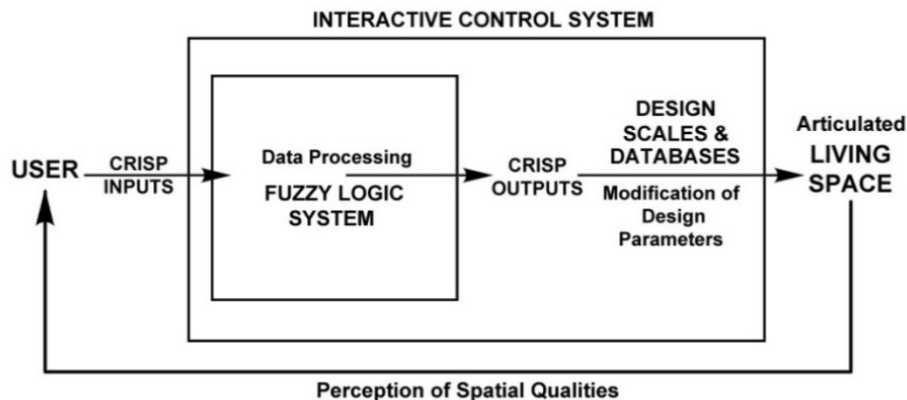 INTERACTIVE CONTROL SYSTEM
USER
CRISP
INPUTS
Data Processing
FUZZY LOGIC
SYSTEM
CRISP
OUTPUTS
DESIGN
SCALES &
DATABASES
Modification of
Design
Parameters
Articulated
LIVING
SPACE
Perception of Spatial Qualities